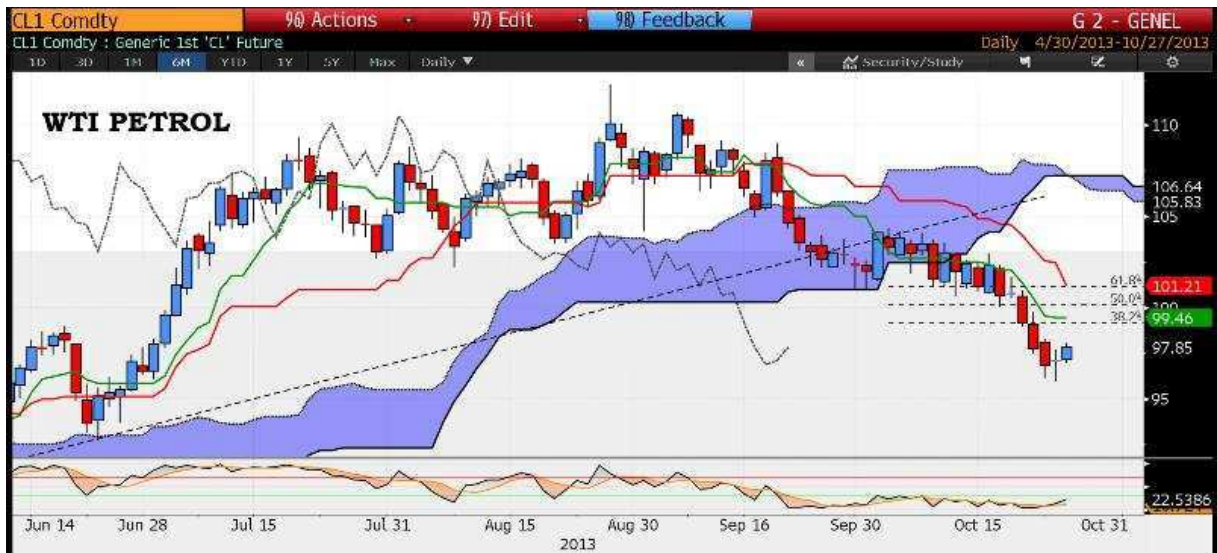 CL1 Comdty 96) Actions 97) Edit 98) Feedback G 2 - GENEL
CL1 Comdty : Generic 1st 'CL' Future Daily 4/30/2013-10/27/2013
1D 3D 1M 6M YTD 1Y 5Y Max Daily ▼ « Security/Study
WTI PETROL
110
106.64
105.83
105
61.8%
101.21
50.0%
100
99.46
38.2%
97.85
95
22.5386
Jun 14 Jun 28 Jul 15 Jul 31 Aug 15 Aug 30 Sep 16 Sep 30 Oct 15 Oct 31
2013